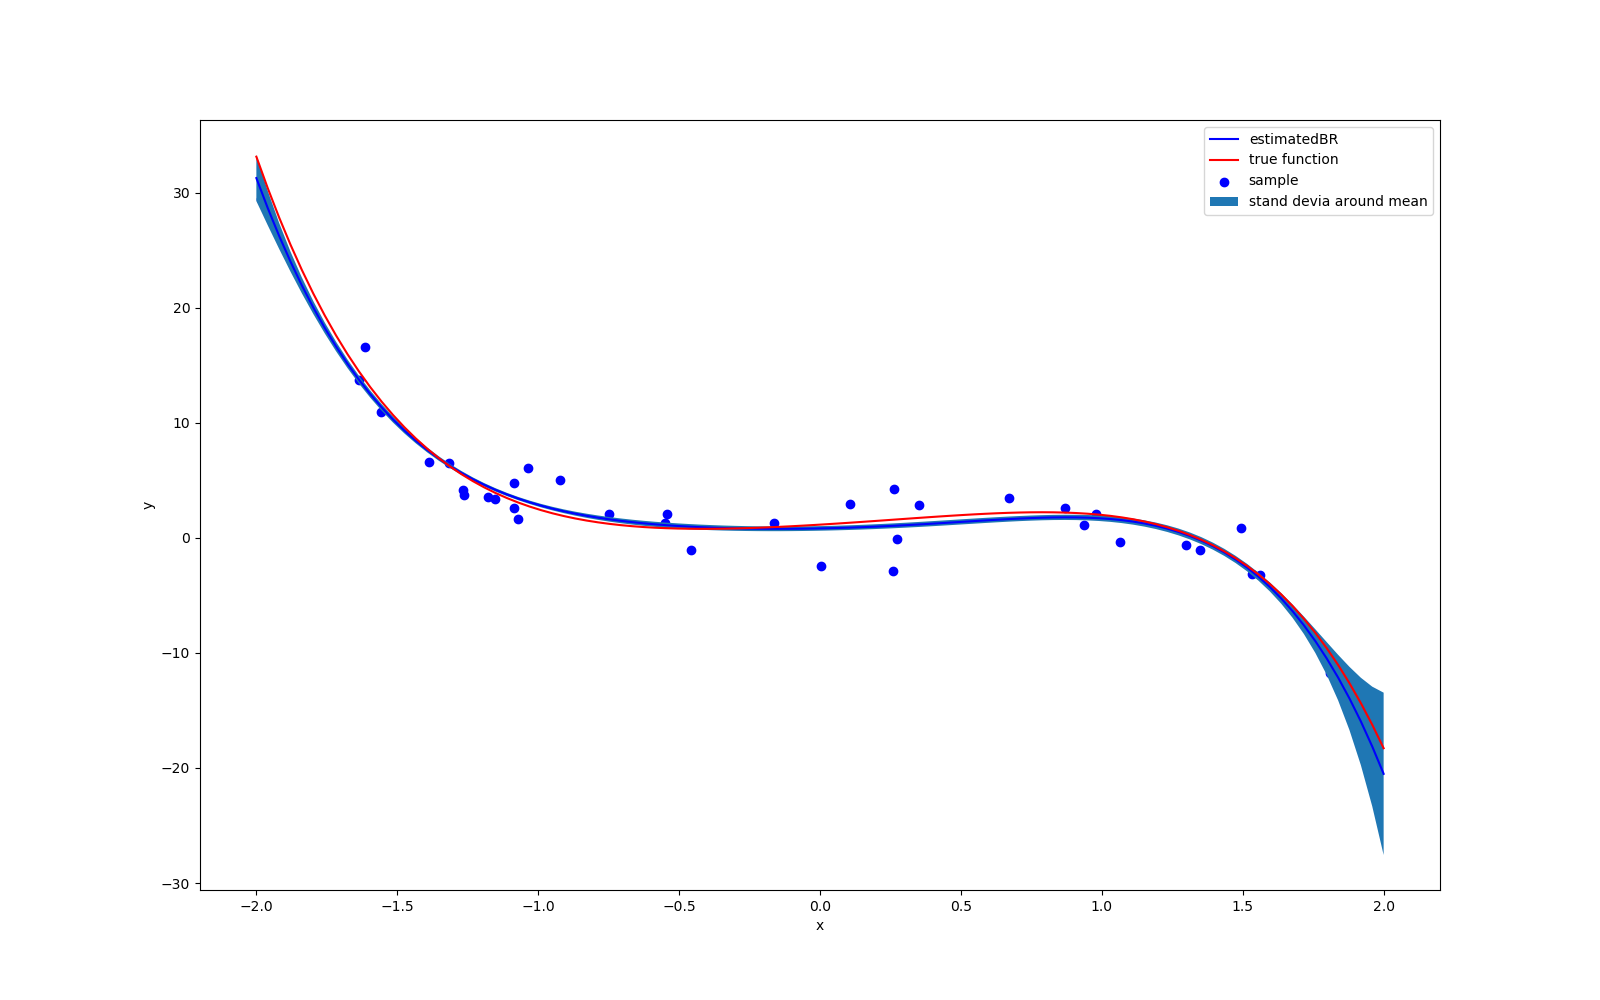 estimatedBR
true function
sample
stand devia around mean
30
20
10
0
−10
−20
−30
y
−2.0 −1.5 −1.0 −0.5 0.0 0.5 1.0 1.5 2.0
x